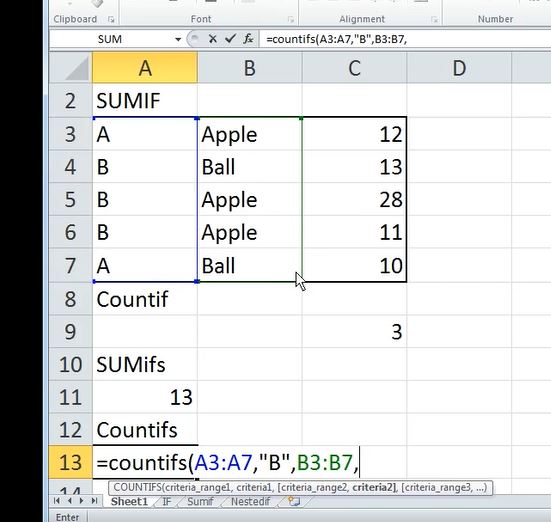 Clipboard Font Alignment Number
SUM fx =countifs(A3:A7,"B",B3:B7,
A B C D
2 SUMIF
3 A Apple 12
4 B Ball 13
5 B Apple 28
6 B Apple 11
7 A Ball 10
8 Countif
9 3
10 SUMifs
11 13
12 Countifs
13 =countifs(A3:A7,"B",B3:B7,
COUNTIFS(criteria_range1, criteria1, [criteria_range2, criteria2], [criteria_range3, ...)
14
Sheet1 IF Sumif Nestedif
Enter